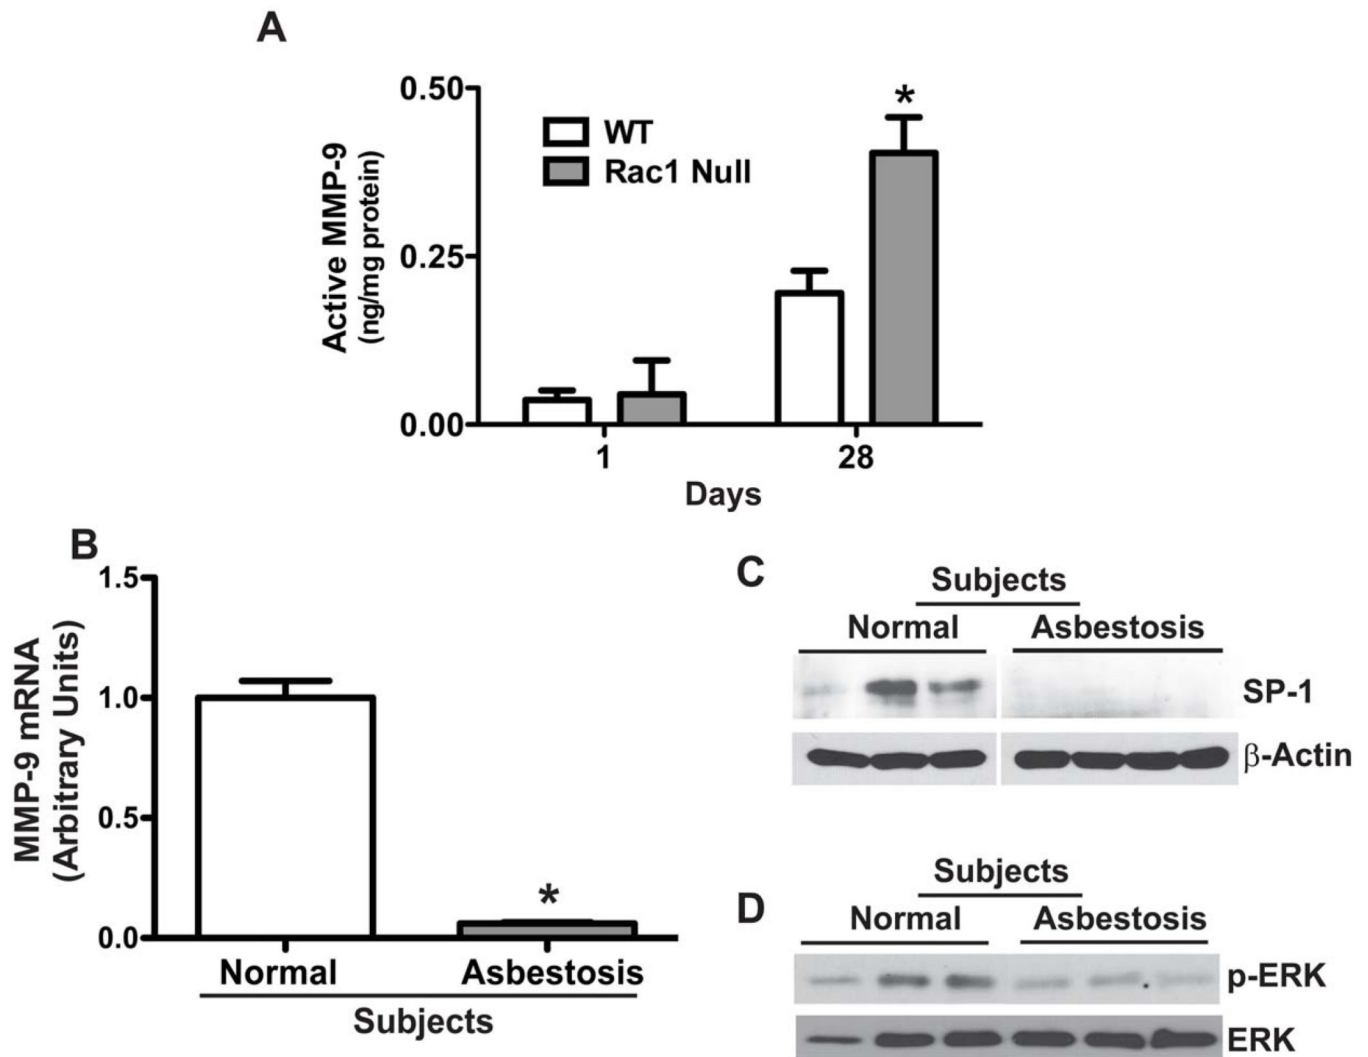 A
Active MMP-9
(ng/mg protein)
0.50
0.25
0.00
WT
Rac1 Null
*
1 28
Days
B
MMP-9 mRNA
(Arbitrary Units)
1.5
1.0
0.5
0.0
*
Normal Asbestosis
Subjects
C
Subjects
Normal Asbestosis
SP-1
β-Actin
D
Subjects
Normal Asbestosis
p-ERK
ERK